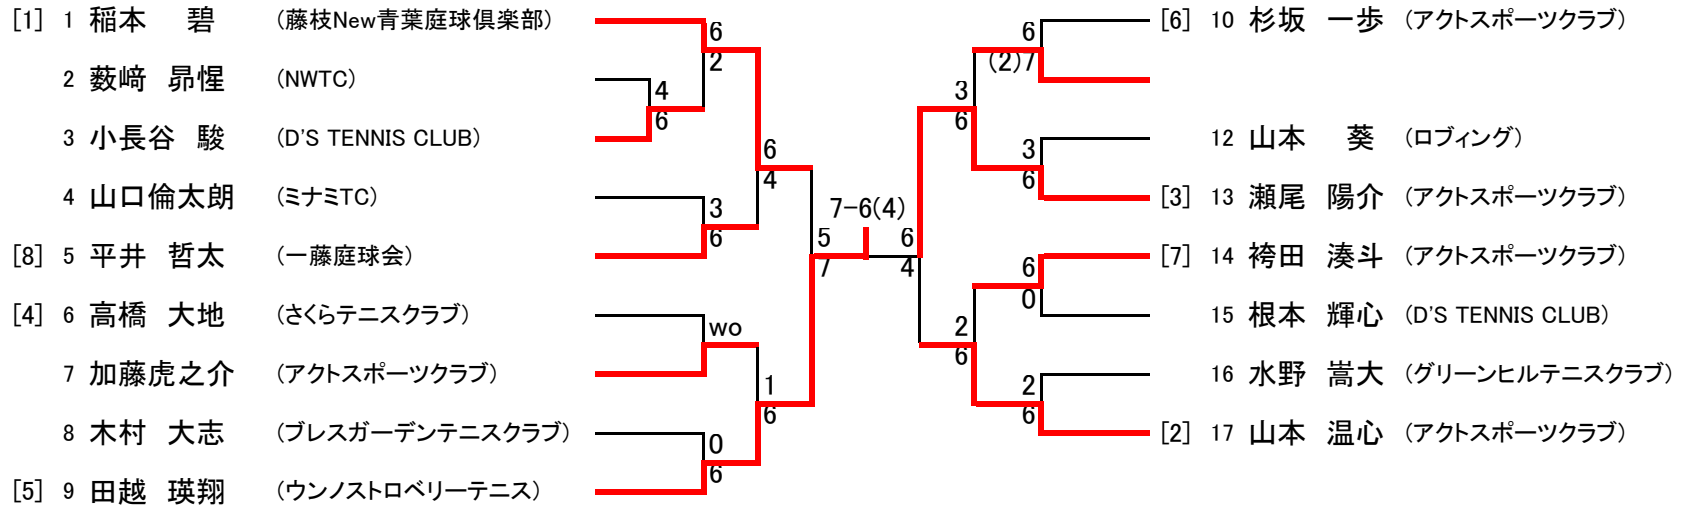 [1] 1 稲本 碧 (藤枝New青葉庭球倶楽部)
2 薮﨑 昴惺 (NWTC)
3 小長谷 駿 (D'S TENNIS CLUB)
4 山口倫太朗 (ミナミTC)
[8] 5 平井 哲太 (一藤庭球会)
[4] 6 高橋 大地 (さくらテニスクラブ)
7 加藤虎之介 (アクトスポーツクラブ)
8 木村 大志 (ブレスガーデンテニスクラブ)
[5] 9 田越 瑛翔 (ウンノストロベリーテニス)
6
2
4
6
6
4
3
6
5
7
wo
1
6
0
6
7-6(4)
6
4
6
(2)7
3
6
3
6
6
0
2
6
2
6
[6] 10 杉坂 一歩 (アクトスポーツクラブ)
12 山本 葵 (ロブィング)
[3] 13 瀬尾 陽介 (アクトスポーツクラブ)
[7] 14 袴田 湊斗 (アクトスポーツクラブ)
15 根本 輝心 (D'S TENNIS CLUB)
16 水野 嵩大 (グリーンヒルテニスクラブ)
[2] 17 山本 温心 (アクトスポーツクラブ)